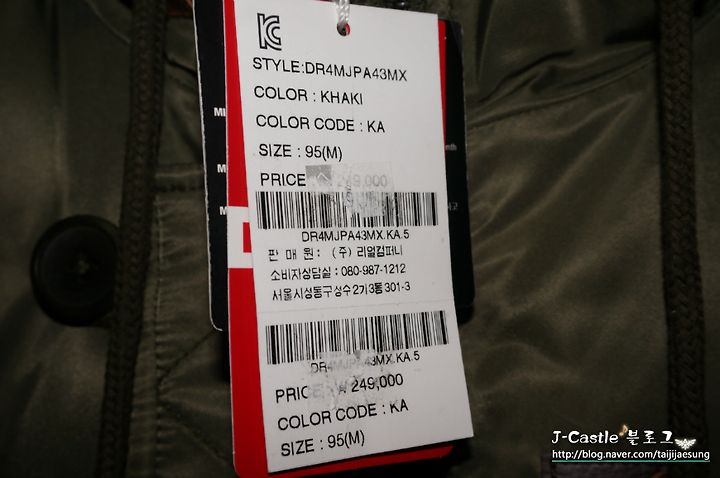 KC
STYLE:DR4MJPA43MX
COLOR : KHAKI
COLOR CODE : KA
SIZE : 95(M)
PRICE 249,000
DR4MJPA43MX.KA.5
판 매 원 : (주) 리얼컴퍼니
소비자상담실 : 080-987-1212
서울시성동구성수2가3동 301-3
DR4MJPA43MX.KA.5
PRICE ₩ 249,000
COLOR CODE : KA
SIZE : 95(M)
J-Castle 블로그
http://blog.naver.com/taijijaesung